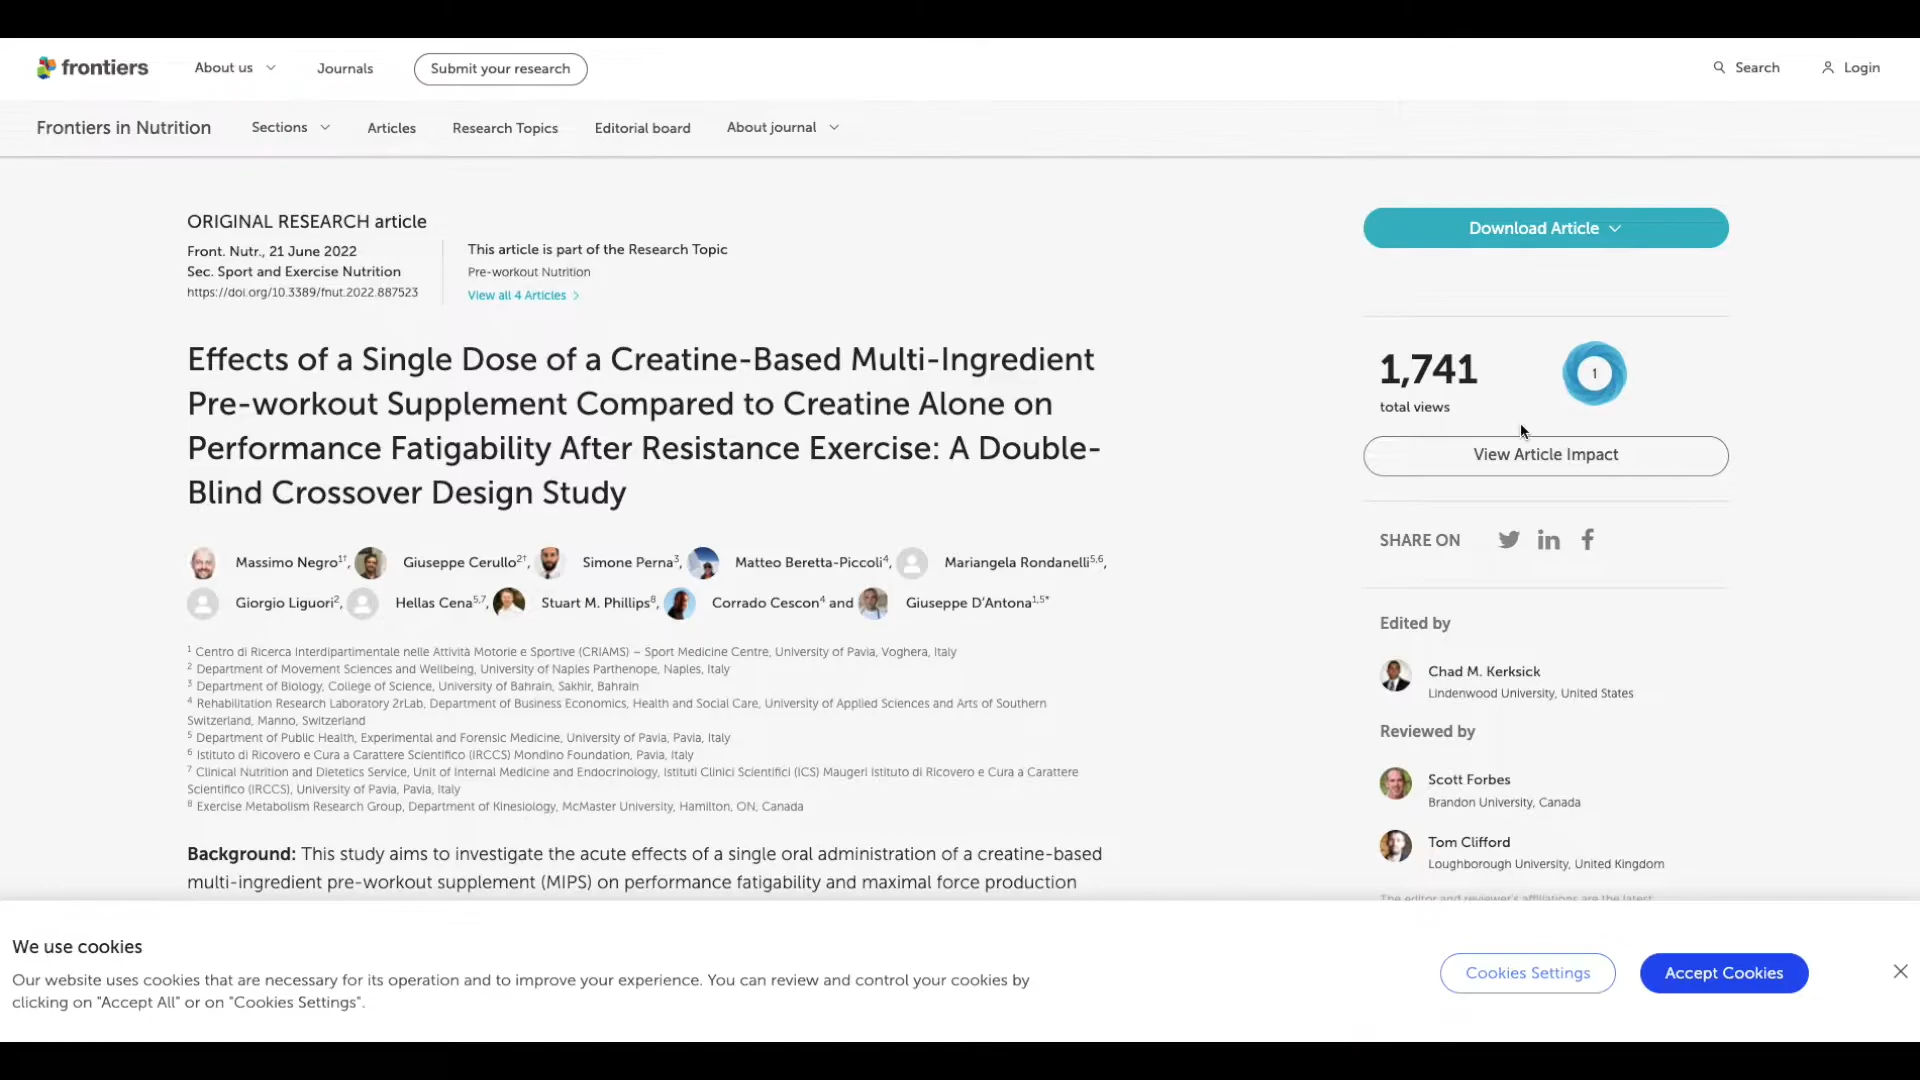 frontiers
About us
Journals
Submit your research
Search
Login
Frontiers in Nutrition
Sections
Articles
Research Topics
Editorial board
About journal
ORIGINAL RESEARCH article
Front. Nutr., 21 June 2022
Sec. Sport and Exercise Nutrition
https://doi.org/10.3389/fnut.2022.887523
This article is part of the Research Topic
Pre-workout Nutrition
View all 4 Articles >
Effects of a Single Dose of a Creatine-Based Multi-Ingredient
Pre-workout Supplement Compared to Creatine Alone on
Performance Fatigability After Resistance Exercise: A Double-
Blind Crossover Design Study
Massimo Negro1†, Giuseppe Cerullo2†, Simone Perna3, Matteo Beretta-Piccoli4, Mariangela Rondanelli5,6,
Giorgio Liguori2, Hellas Cena5,7, Stuart M. Phillips8, Corrado Cescon4 and Giuseppe D'Antona1,5*
1 Centro di Ricerca Interdipartimentale nelle Attività Motorie e Sportive (CRIAMS) – Sport Medicine Centre, University of Pavia, Voghera, Italy
2 Department of Movement Sciences and Wellbeing, University of Naples Parthenope, Naples, Italy
3 Department of Biology, College of Science, University of Bahrain, Sakhir, Bahrain
4 Rehabilitation Research Laboratory 2rLab, Department of Business Economics, Health and Social Care, University of Applied Sciences and Arts of Southern
Switzerland, Manno, Switzerland
5 Department of Public Health, Experimental and Forensic Medicine, University of Pavia, Pavia, Italy
6 Istituto di Ricovero e Cura a Carattere Scientifico (IRCCS) Mondino Foundation, Pavia, Italy
7 Clinical Nutrition and Dietetics Service, Unit of Internal Medicine and Endocrinology, Istituti Clinici Scientifici (ICS) Maugeri Istituto di Ricovero e Cura a Carattere
Scientifico (IRCCS), University of Pavia, Pavia, Italy
8 Exercise Metabolism Research Group, Department of Kinesiology, McMaster University, Hamilton, ON, Canada
Background: This study aims to investigate the acute effects of a single oral administration of a creatine-based
multi-ingredient pre-workout supplement (MIPS) on performance fatigability and maximal force production
Download Article
1,741
total views
1
View Article Impact
SHARE ON
Edited by
Chad M. Kerksick
Lindenwood University, United States
Reviewed by
Scott Forbes
Brandon University, Canada
Tom Clifford
Loughborough University, United Kingdom
The editor and reviewer's affiliations are the latest
We use cookies
Our website uses cookies that are necessary for its operation and to improve your experience. You can review and control your cookies by
clicking on "Accept All" or on "Cookies Settings".
Cookies Settings
Accept Cookies